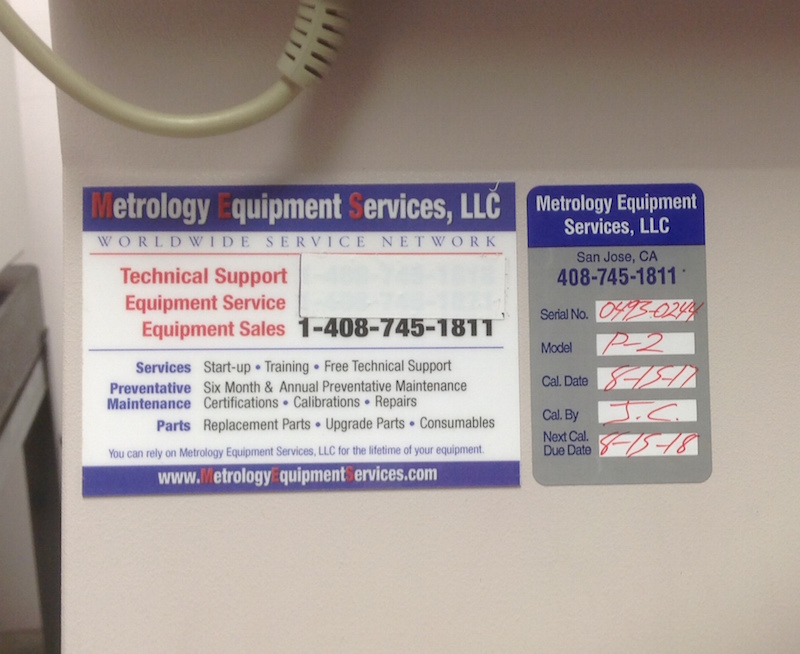 Metrology Equipment Services, LLC
WORLDWIDE SERVICE NETWORK
Technical Support
Equipment Service
Equipment Sales 1-408-745-1811
Services Start-up • Training • Free Technical Support
Preventative Maintenance Six Month & Annual Preventative Maintenance
Certifications • Calibrations • Repairs
Parts Replacement Parts • Upgrade Parts • Consumables
You can rely on Metrology Equipment Services, LLC for the lifetime of your equipment.
www.MetrologyEquipmentServices.com
Metrology Equipment
Services, LLC
San Jose, CA
408-745-1811
Serial No. 0493-0244
Model P-2
Cal. Date 8-15-17
Cal. By J.C.
Next Cal.
Due Date 8-15-18